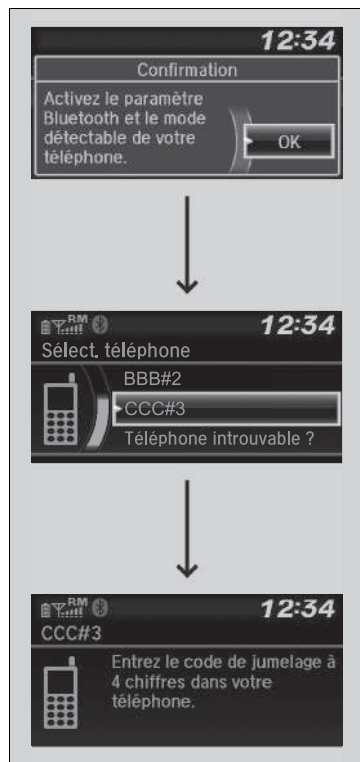 12:34
Confirmation
Activez le paramètre
Bluetooth et le mode
détectable de votre
téléphone.
OK
RM
12:34
Sélect. téléphone
BBB#2
CCC#3
Téléphone introuvable ?
RM
12:34
CCC#3
Entrez le code de jumelage à
4 chiffres dans votre
téléphone.